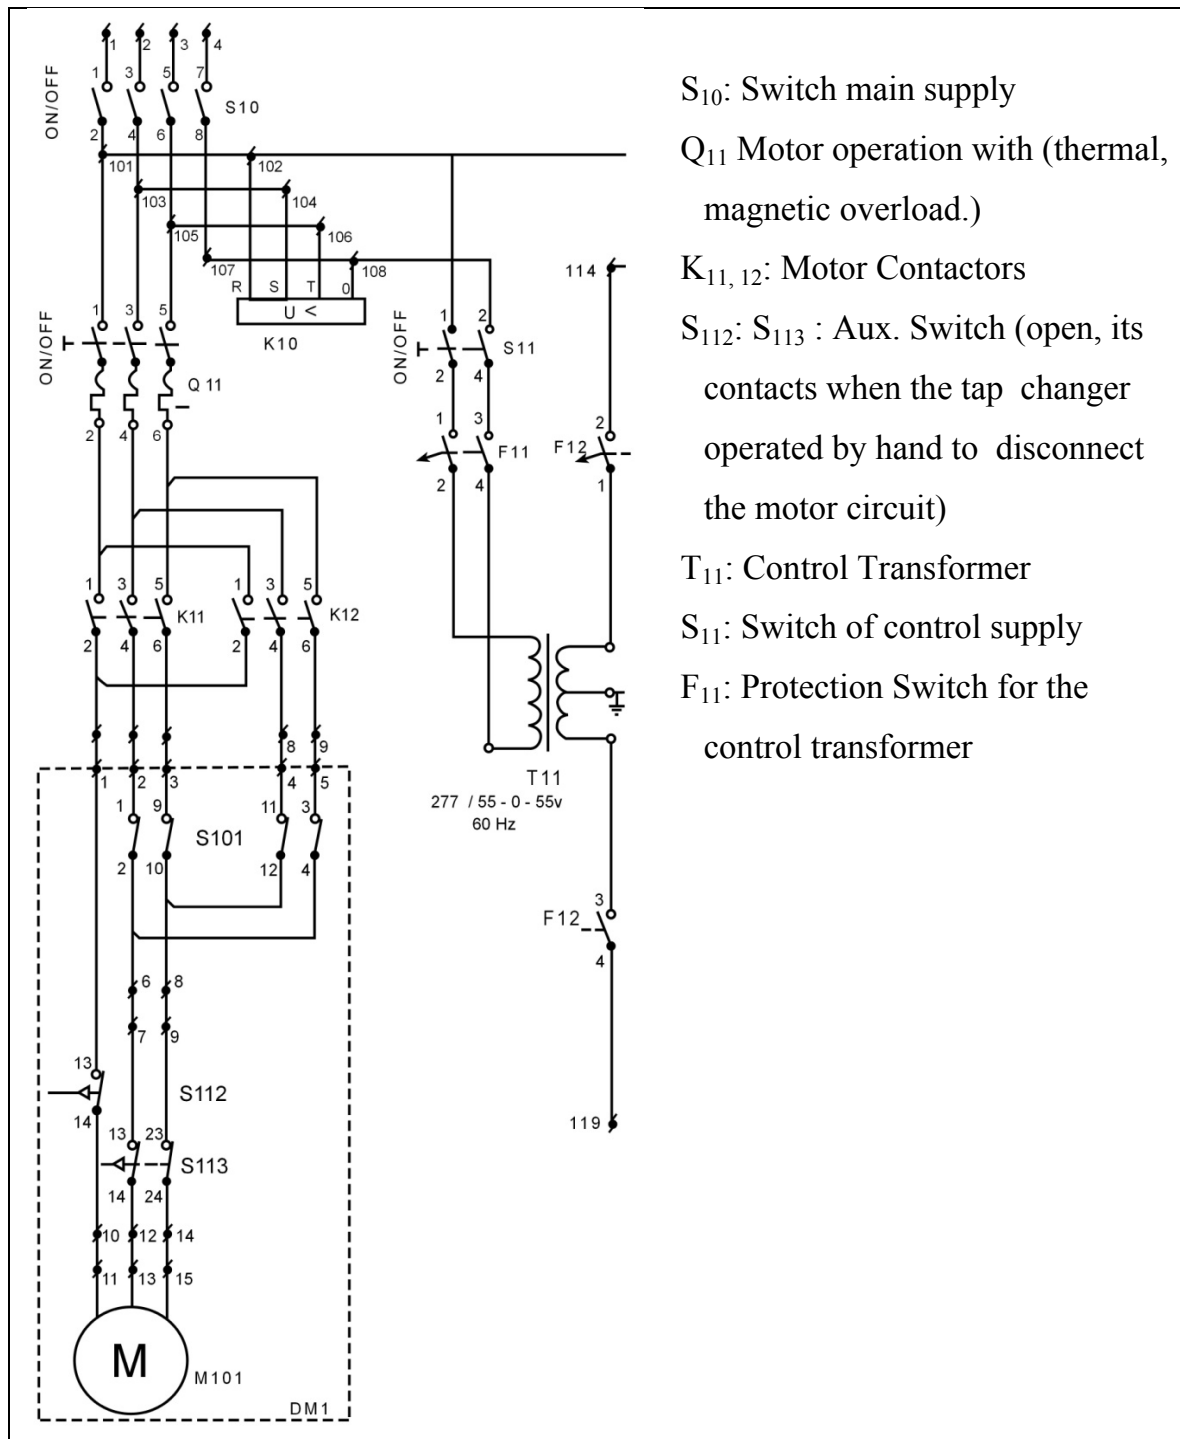 1 2 3 4
1 3 5 7
ON/OFF
S10
2 4 6 8
101 102
103 104
105 106
107 108
114
R S T 0
U <
K10
1 3 5
ON/OFF
Q 11
2 4 6
1 2
ON/OFF
S11
2 4
1 3
F11
2 4
2
F12
1
1 3 5 1 3 5
K11 K12
2 4 6 2 4 6
8 9
1 2 3 4 5
T11
277 / 55 - 0 - 55v
60 Hz
1 9 11 3
S101
2 10 12 4
3
F12
4
6 8
7 9
13
S112
14
119
13 23
S113
14 24
10 12 14
11 13 15
M
M101
DM1
S10: Switch main supply
Q11 Motor operation with (thermal,
magnetic overload.)
K11, 12: Motor Contactors
S112: S113 : Aux. Switch (open, its
contacts when the tap changer
operated by hand to disconnect
the motor circuit)
T11: Control Transformer
S11: Switch of control supply
F11: Protection Switch for the
control transformer